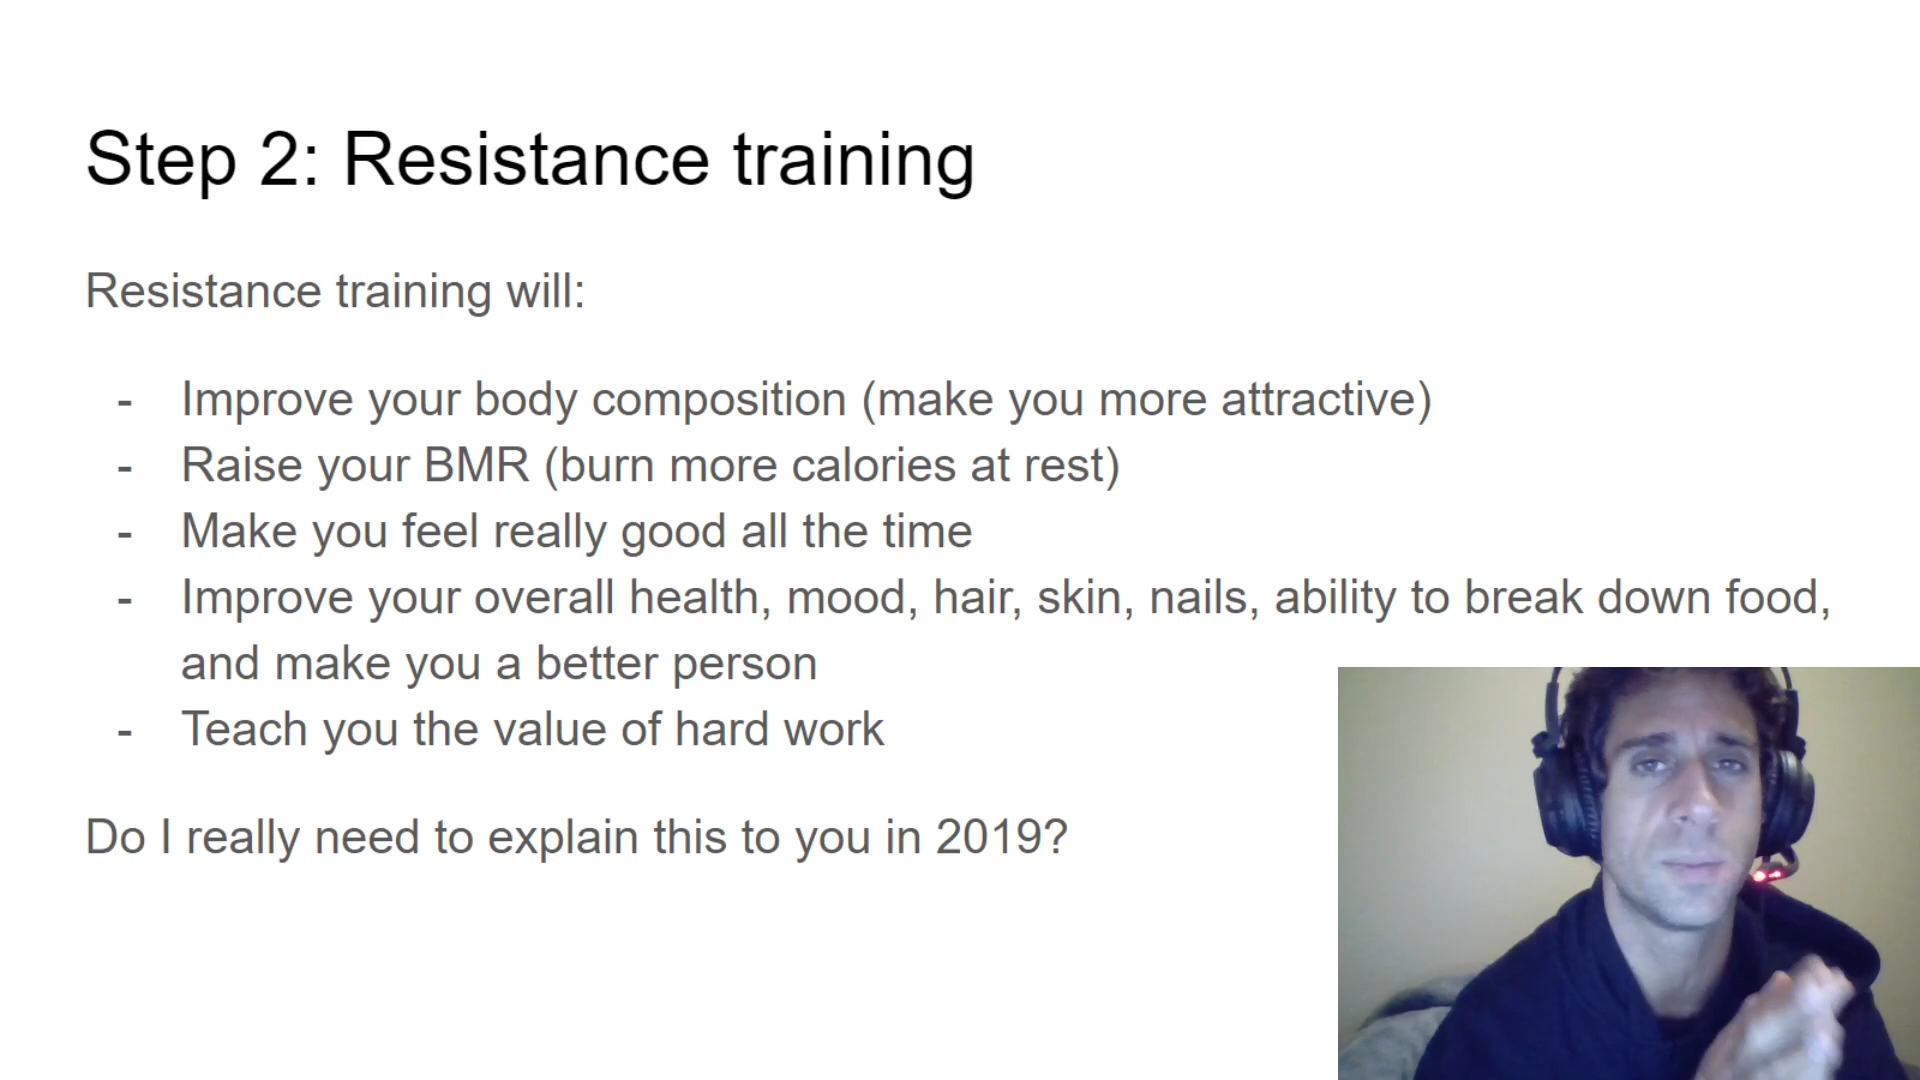 Step 2: Resistance training
Resistance training will:
- Improve your body composition (make you more attractive)
- Raise your BMR (burn more calories at rest)
- Make you feel really good all the time
- Improve your overall health, mood, hair, skin, nails, ability to break down food,
and make you a better person
- Teach you the value of hard work
Do I really need to explain this to you in 2019?